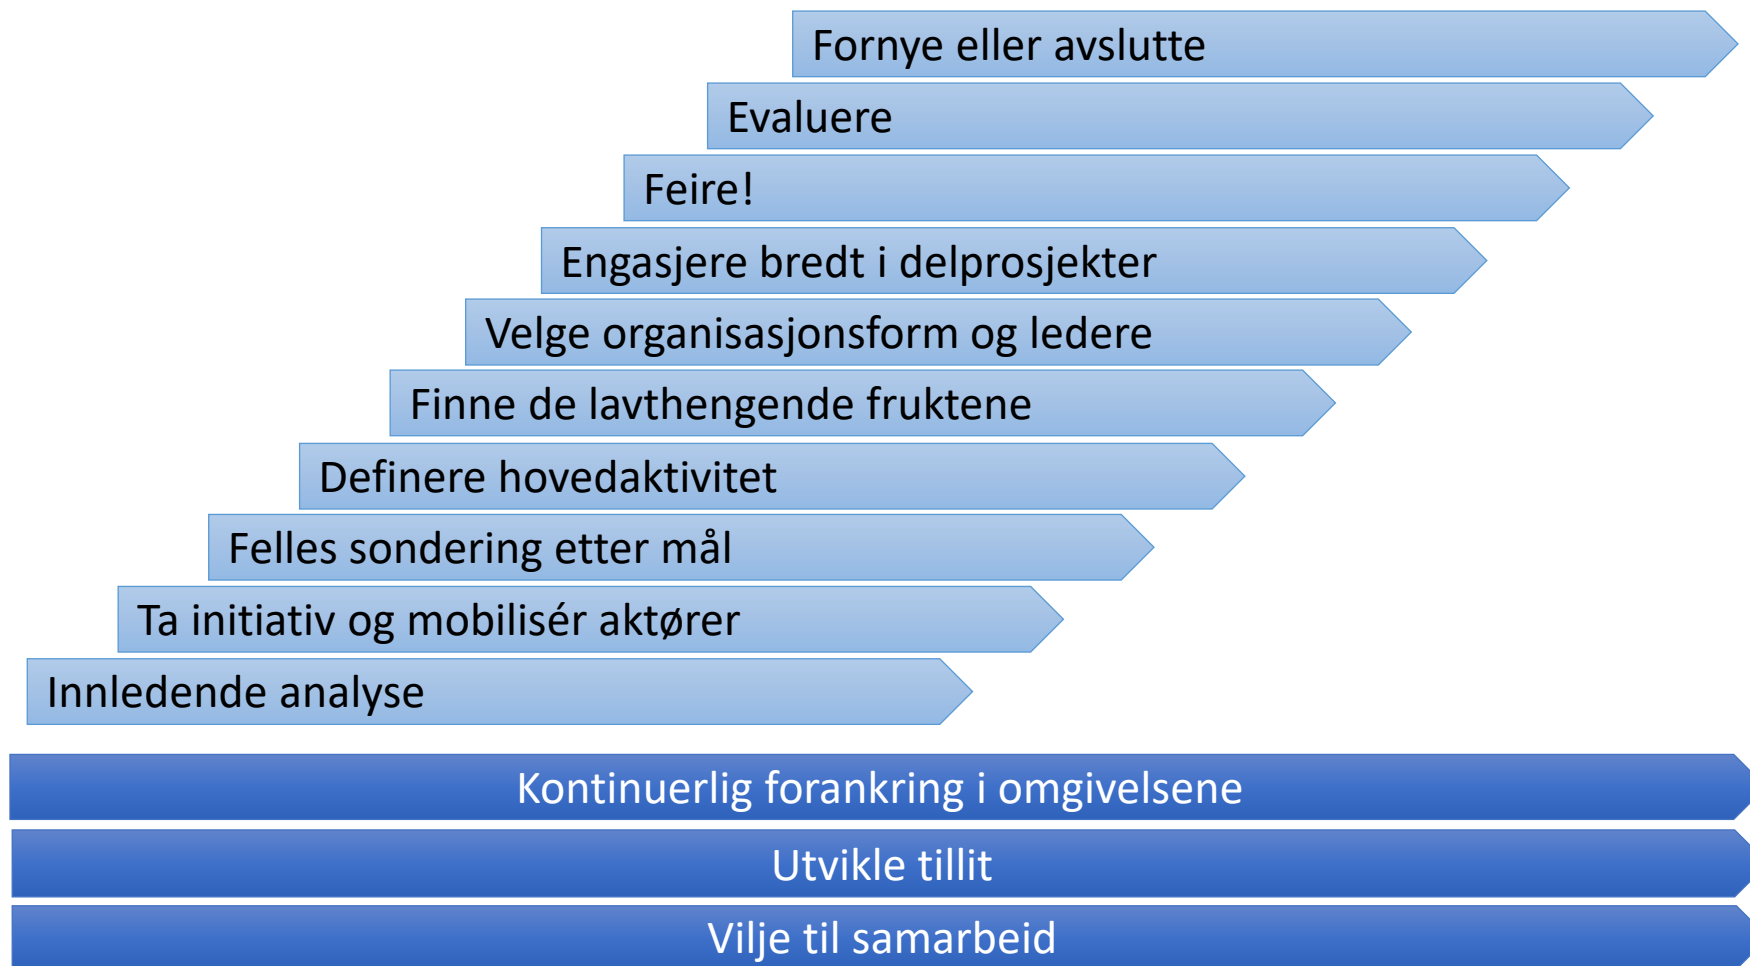 Fornye eller avslutte
Evaluere
Feire!
Engasjere bredt i delprosjekter
Velge organisasjonsform og ledere
Finne de lavthengende fruktene
Definere hovedaktivitet
Felles sondering etter mål
Ta initiativ og mobilisér aktører
Innledende analyse
Kontinuerlig forankring i omgivelsene
Utvikle tillit
Vilje til samarbeid